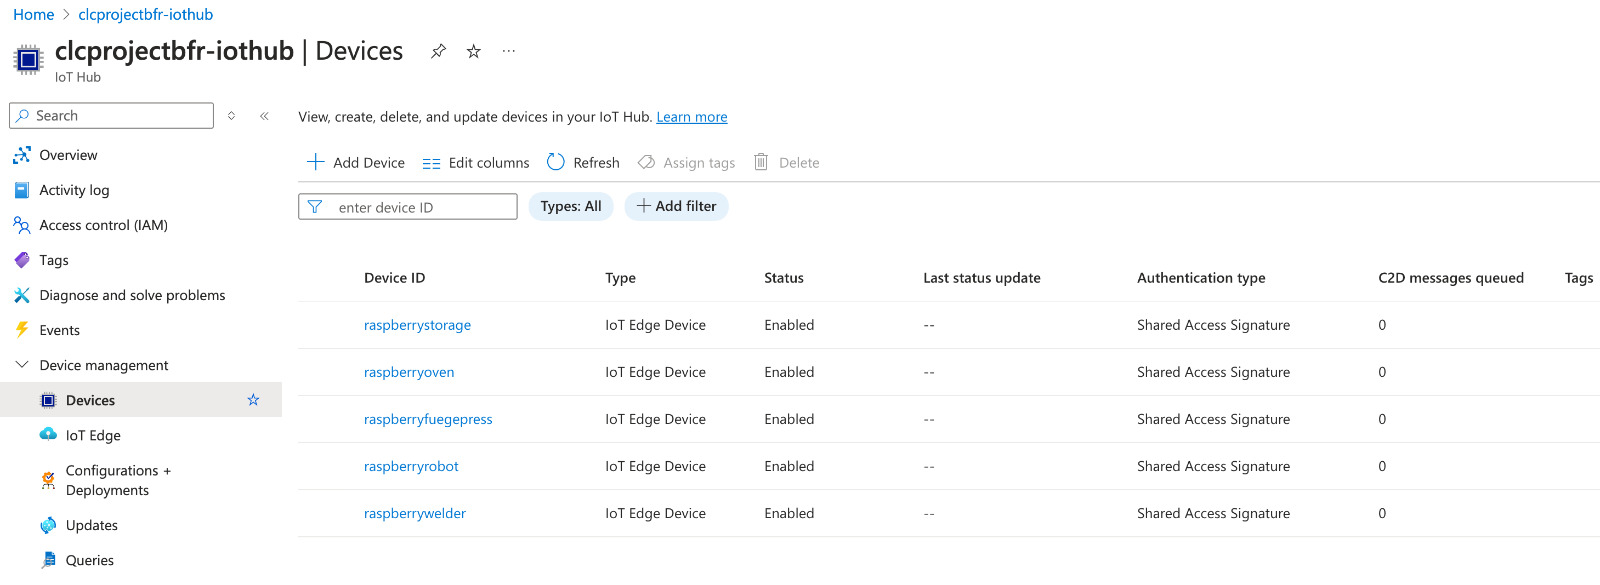 Home > clcprojectbfr-iothub
clcprojectbfr-iothub | Devices
IoT Hub
Search
View, create, delete, and update devices in your IoT Hub. Learn more
Overview
Activity log
Access control (IAM)
Tags
Diagnose and solve problems
Events
Device management
Devices
IoT Edge
Configurations +
Deployments
Updates
Queries
Add Device Edit columns Refresh Assign tags Delete
enter device ID Types: All Add filter
Device ID Type Status Last status update Authentication type C2D messages queued Tags
raspberrystorage IoT Edge Device Enabled -- Shared Access Signature 0
raspberryoven IoT Edge Device Enabled -- Shared Access Signature 0
raspberryfuegepress IoT Edge Device Enabled -- Shared Access Signature 0
raspberryrobot IoT Edge Device Enabled -- Shared Access Signature 0
raspberrywelder IoT Edge Device Enabled -- Shared Access Signature 0